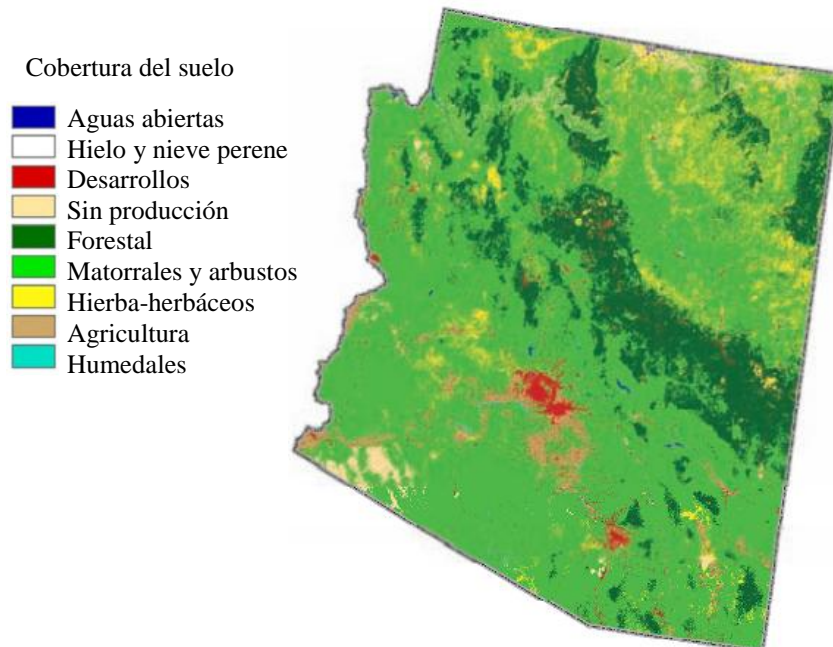 Cobertura del suelo
Aguas abiertas
Hielo y nieve perene
Desarrollos
Sin producción
Forestal
Matorrales y arbustos
Hierba-herbáceos
Agricultura
Humedales